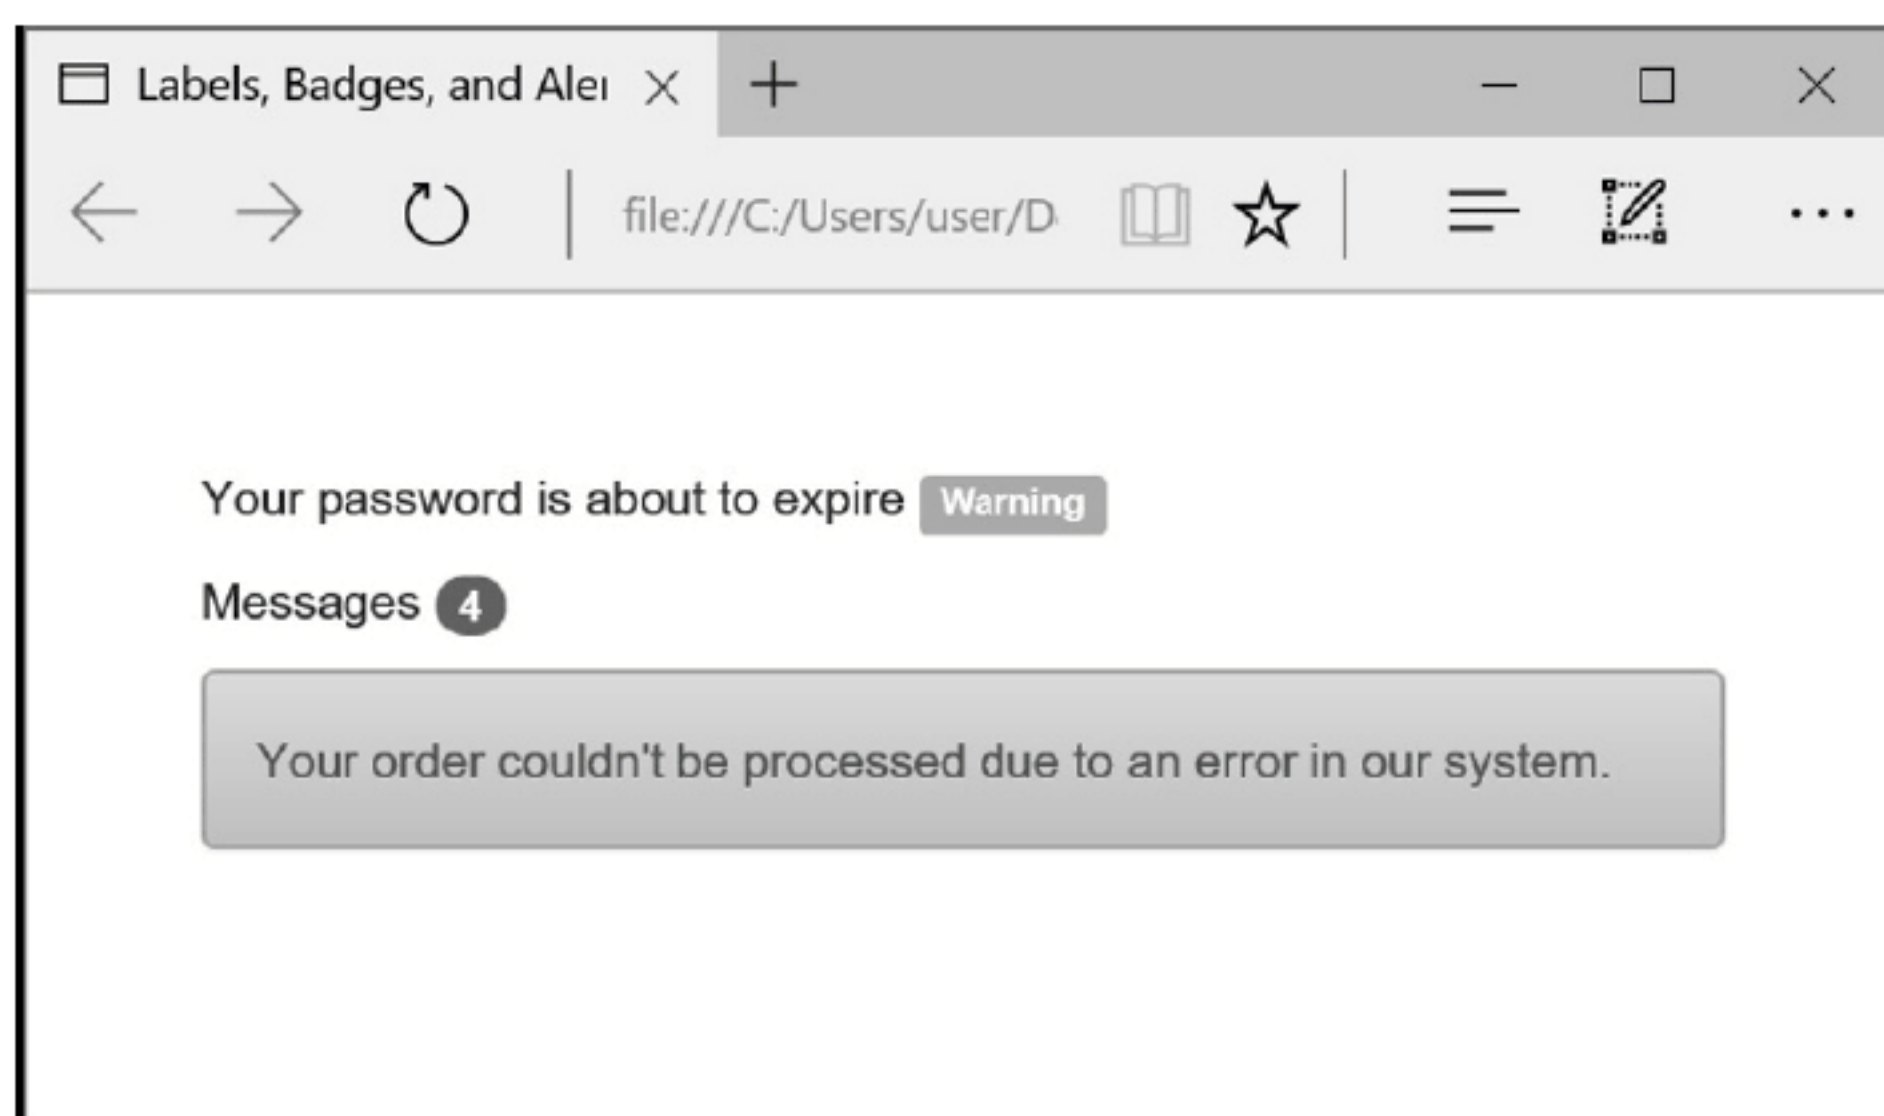 Labels, Badges, and Aler
file:///C:/Users/user/D
Your password is about to expire Warning
Messages 4
Your order couldn't be processed due to an error in our system.